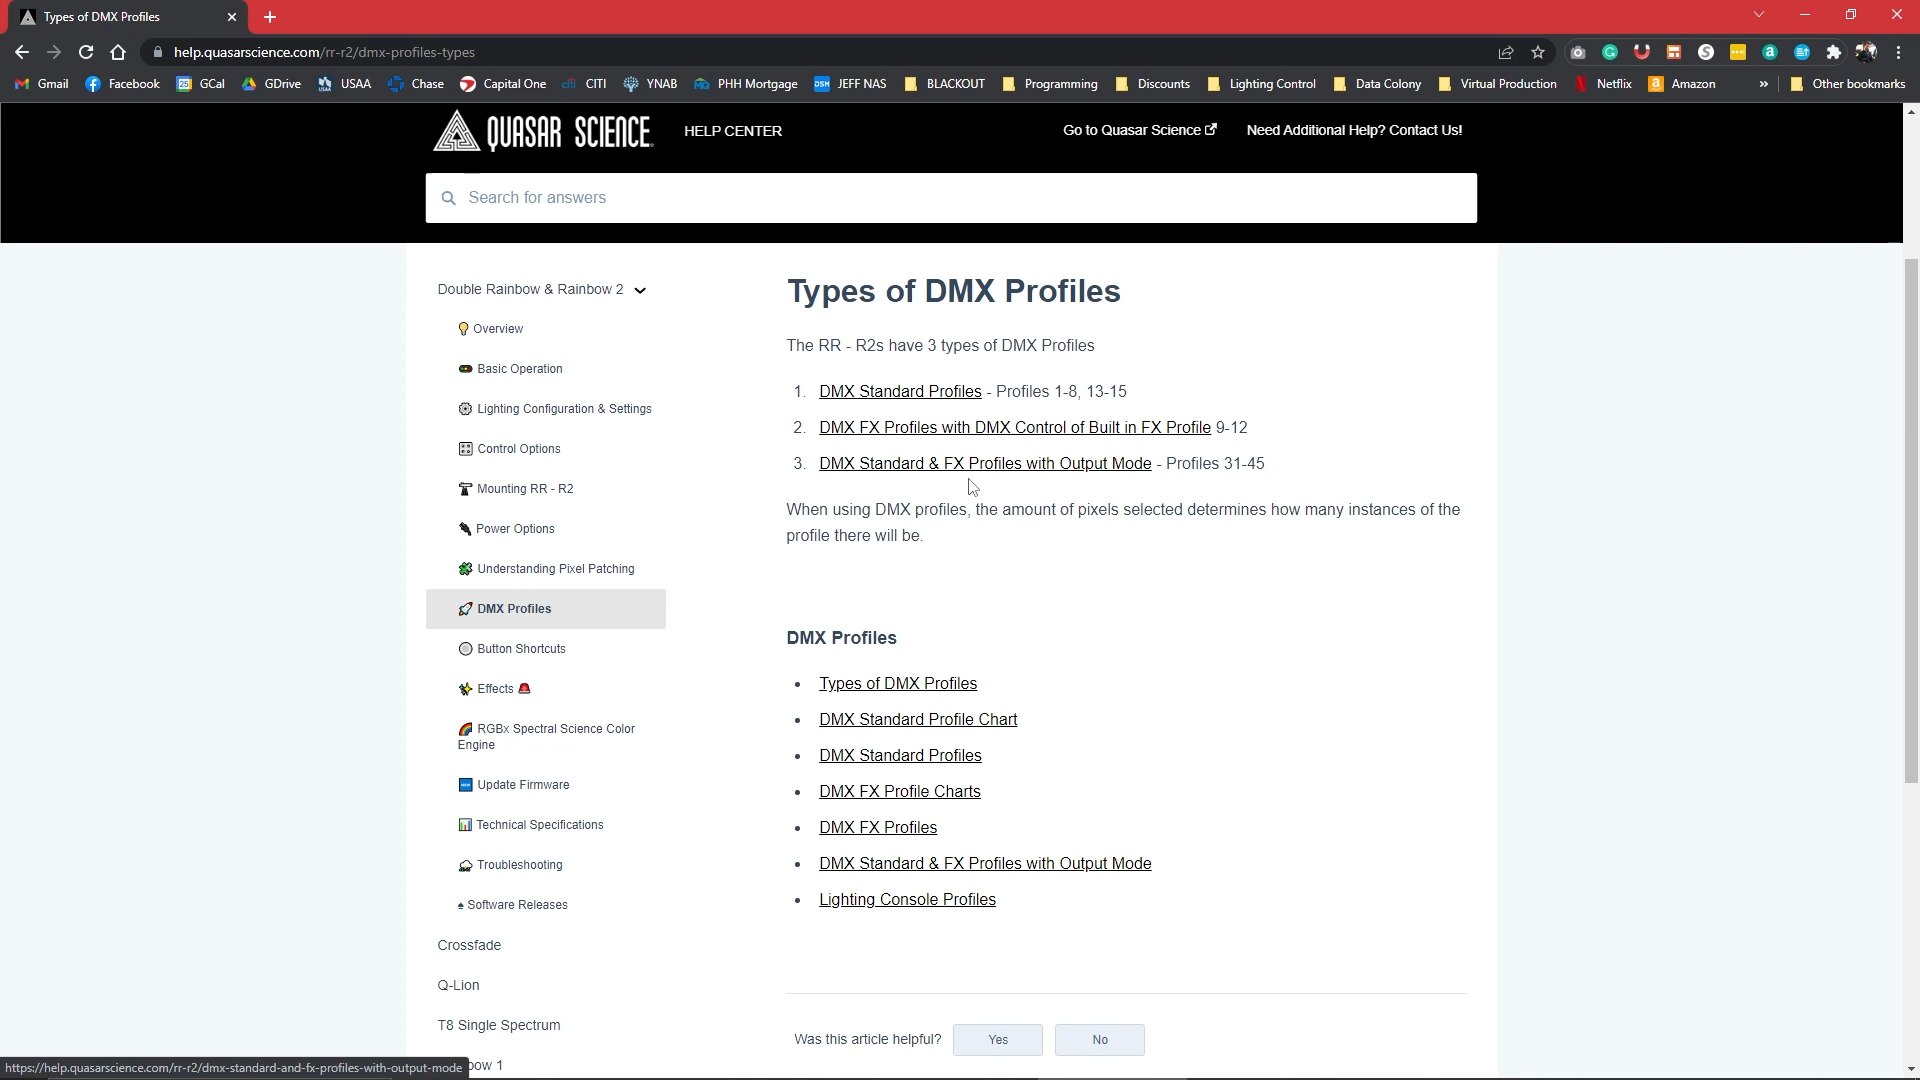 Types of DMX Profiles
help.quasarscience.com/rr-r2/dmx-profiles-types
Gmail Facebook GCal GDrive USAA Chase Capital One citi CITI YNAB PHH Mortgage DSM JEFF NAS BLACKOUT Programming Discounts Lighting Control Data Colony Virtual Production Netflix Amazon » Other bookmarks
QUASAR SCIENCE. HELP CENTER Go to Quasar Science Need Additional Help? Contact Us!
Search for answers
Double Rainbow & Rainbow 2
Overview
Basic Operation
Lighting Configuration & Settings
Control Options
Mounting RR - R2
Power Options
Understanding Pixel Patching
DMX Profiles
Button Shortcuts
Effects
RGBx Spectral Science Color
Engine
Update Firmware
Technical Specifications
Troubleshooting
Software Releases
Crossfade
Q-Lion
T8 Single Spectrum
bow 1
Types of DMX Profiles
The RR - R2s have 3 types of DMX Profiles
1. DMX Standard Profiles - Profiles 1-8, 13-15
2. DMX FX Profiles with DMX Control of Built in FX Profile 9-12
3. DMX Standard & FX Profiles with Output Mode - Profiles 31-45
When using DMX profiles, the amount of pixels selected determines how many instances of the
profile there will be.
DMX Profiles
• Types of DMX Profiles
• DMX Standard Profile Chart
• DMX Standard Profiles
• DMX FX Profile Charts
• DMX FX Profiles
• DMX Standard & FX Profiles with Output Mode
• Lighting Console Profiles
Was this article helpful? Yes No
https://help.quasarscience.com/rr-r2/dmx-standard-and-fx-profiles-with-output-mode